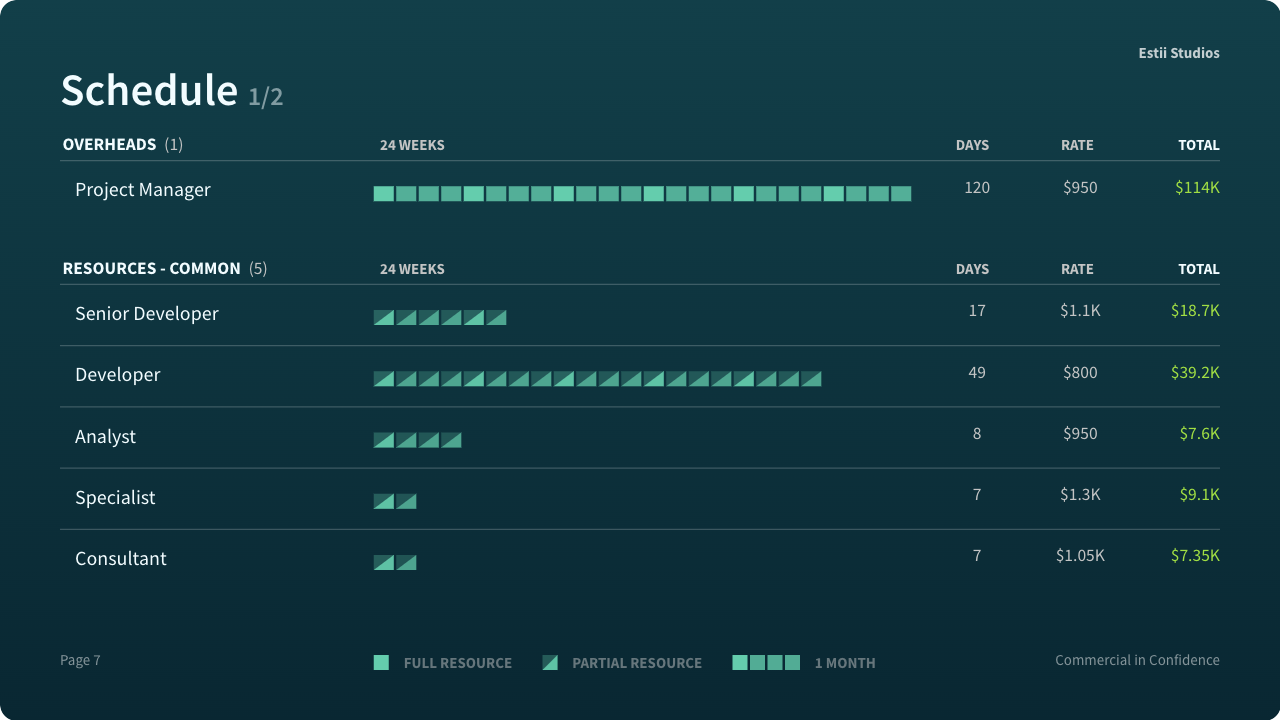 Estii Studios
Schedule 1/2
OVERHEADS (1) 24 WEEKS DAYS RATE TOTAL
Project Manager 120 $950 $114K
RESOURCES - COMMON (5) 24 WEEKS DAYS RATE TOTAL
Senior Developer 17 $1.1K $18.7K
Developer 49 $800 $39.2K
Analyst 8 $950 $7.6K
Specialist 7 $1.3K $9.1K
Consultant 7 $1.05K $7.35K
Page 7 FULL RESOURCE PARTIAL RESOURCE 1 MONTH Commercial in Confidence